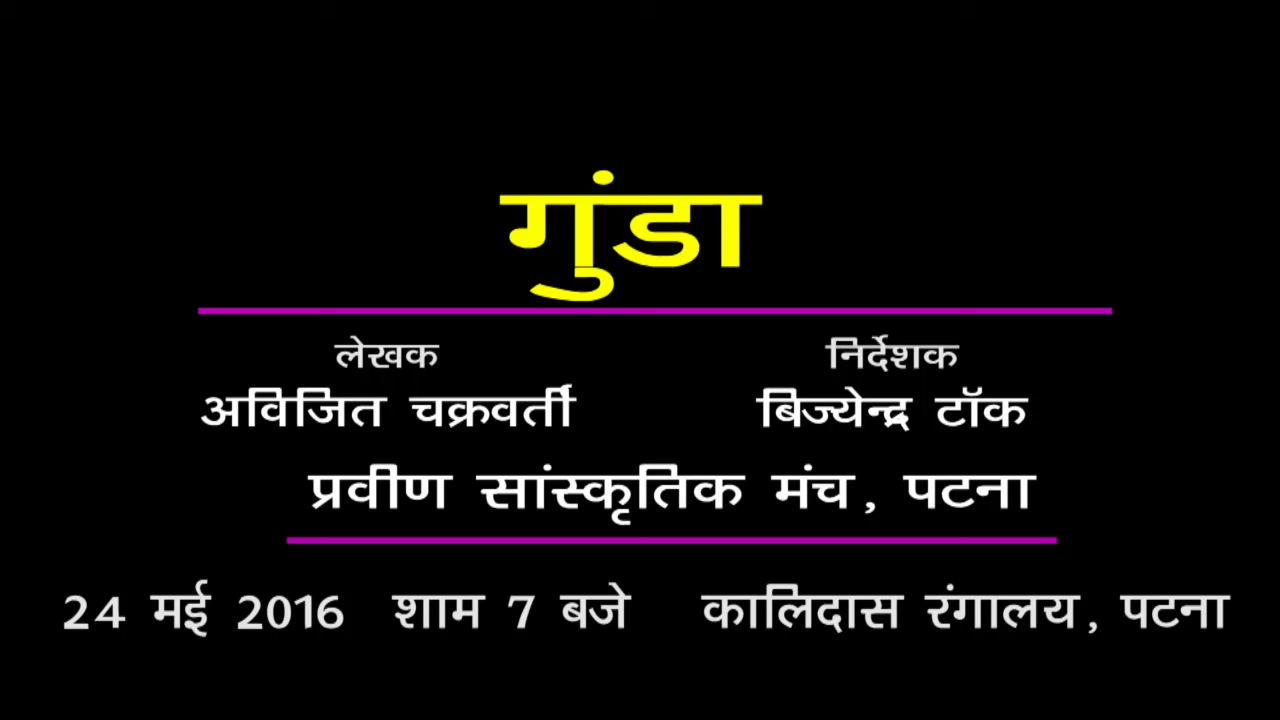 गुंडा
लेखक निर्देशक
अविजित चक्रवर्ती बिज्येन्द्र टॉक
प्रवीण सांस्कृतिक मंच, पटना
24 मई 2016 शाम 7 बजे कालिदास रंगालय, पटना